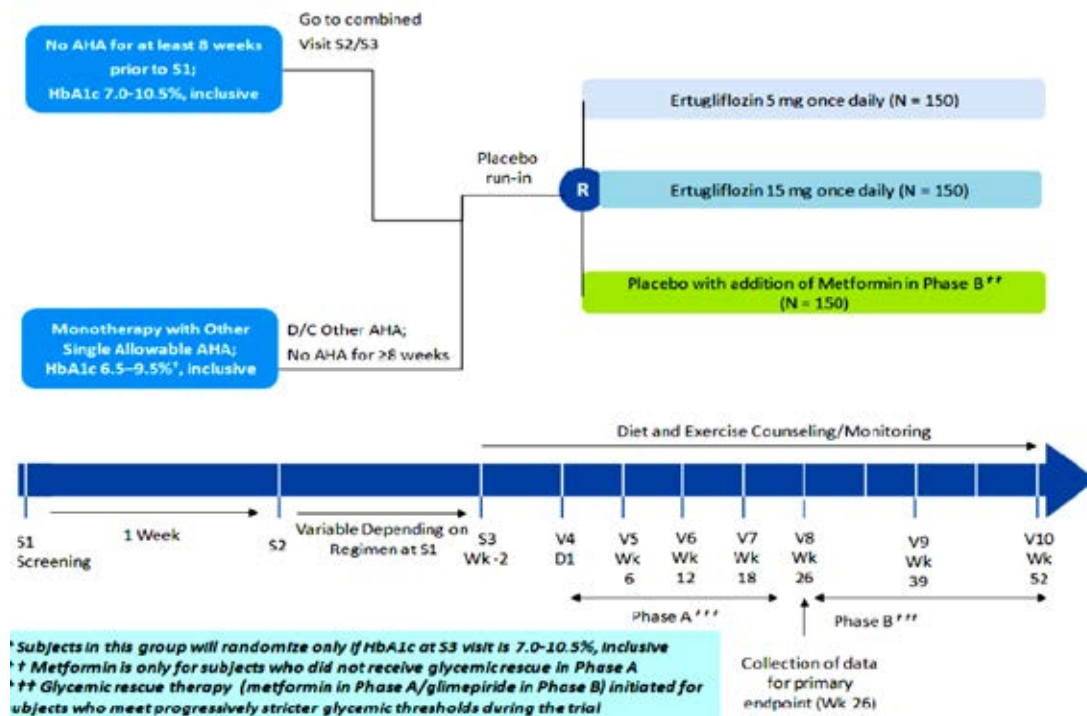 Go to combined
Visit S2/S3
No AHA for at least 8 weeks
prior to S1;
HbA1c 7.0-10.5%, inclusive
Ertugliflozin 5 mg once daily (N = 150)
Placebo
run-in
R
Ertugliflozin 15 mg once daily (N = 150)
Placebo with addition of Metformin in Phase B††
(N = 150)
Monotherapy with Other
Single Allowable AHA;
HbA1c 6.5–9.5%†, inclusive
D/C Other AHA;
No AHA for ≥8 weeks
Diet and Exercise Counseling/Monitoring
S1
Screening
1 Week
S2
Variable Depending on
Regimen at S1
S3
Wk -2
V4
D1
V5
Wk
6
V6
Wk
12
V7
Wk
18
V8
Wk
26
V9
Wk
39
V10
Wk
52
Phase A†††
Phase B†††
Collection of data
for primary
endpoint (Wk 26)
† Subjects in this group will randomize only if HbA1c at S3 visit is 7.0-10.5%, inclusive
†† Metformin is only for subjects who did not receive glycemic rescue in Phase A
††† Glycemic rescue therapy (metformin in Phase A/glimepiride in Phase B) initiated for
ubjects who meet progressively stricter glycemic thresholds during the trial